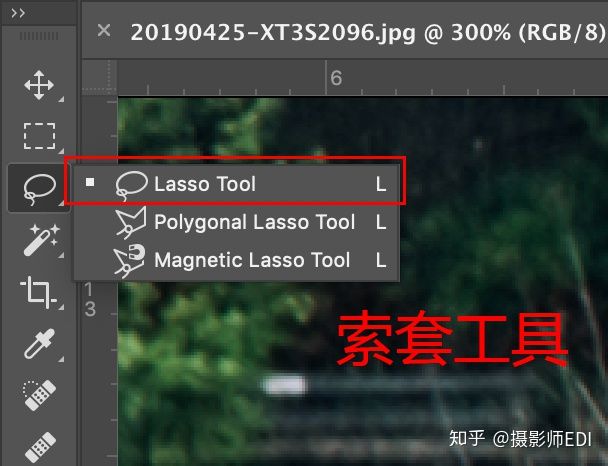 20190425-XT3S2096.jpg @ 300% (RGB/8)
6
Lasso Tool L
Polygonal Lasso Tool L
Magnetic Lasso Tool L
1
3
索套工具
知乎 @摄影师EDI